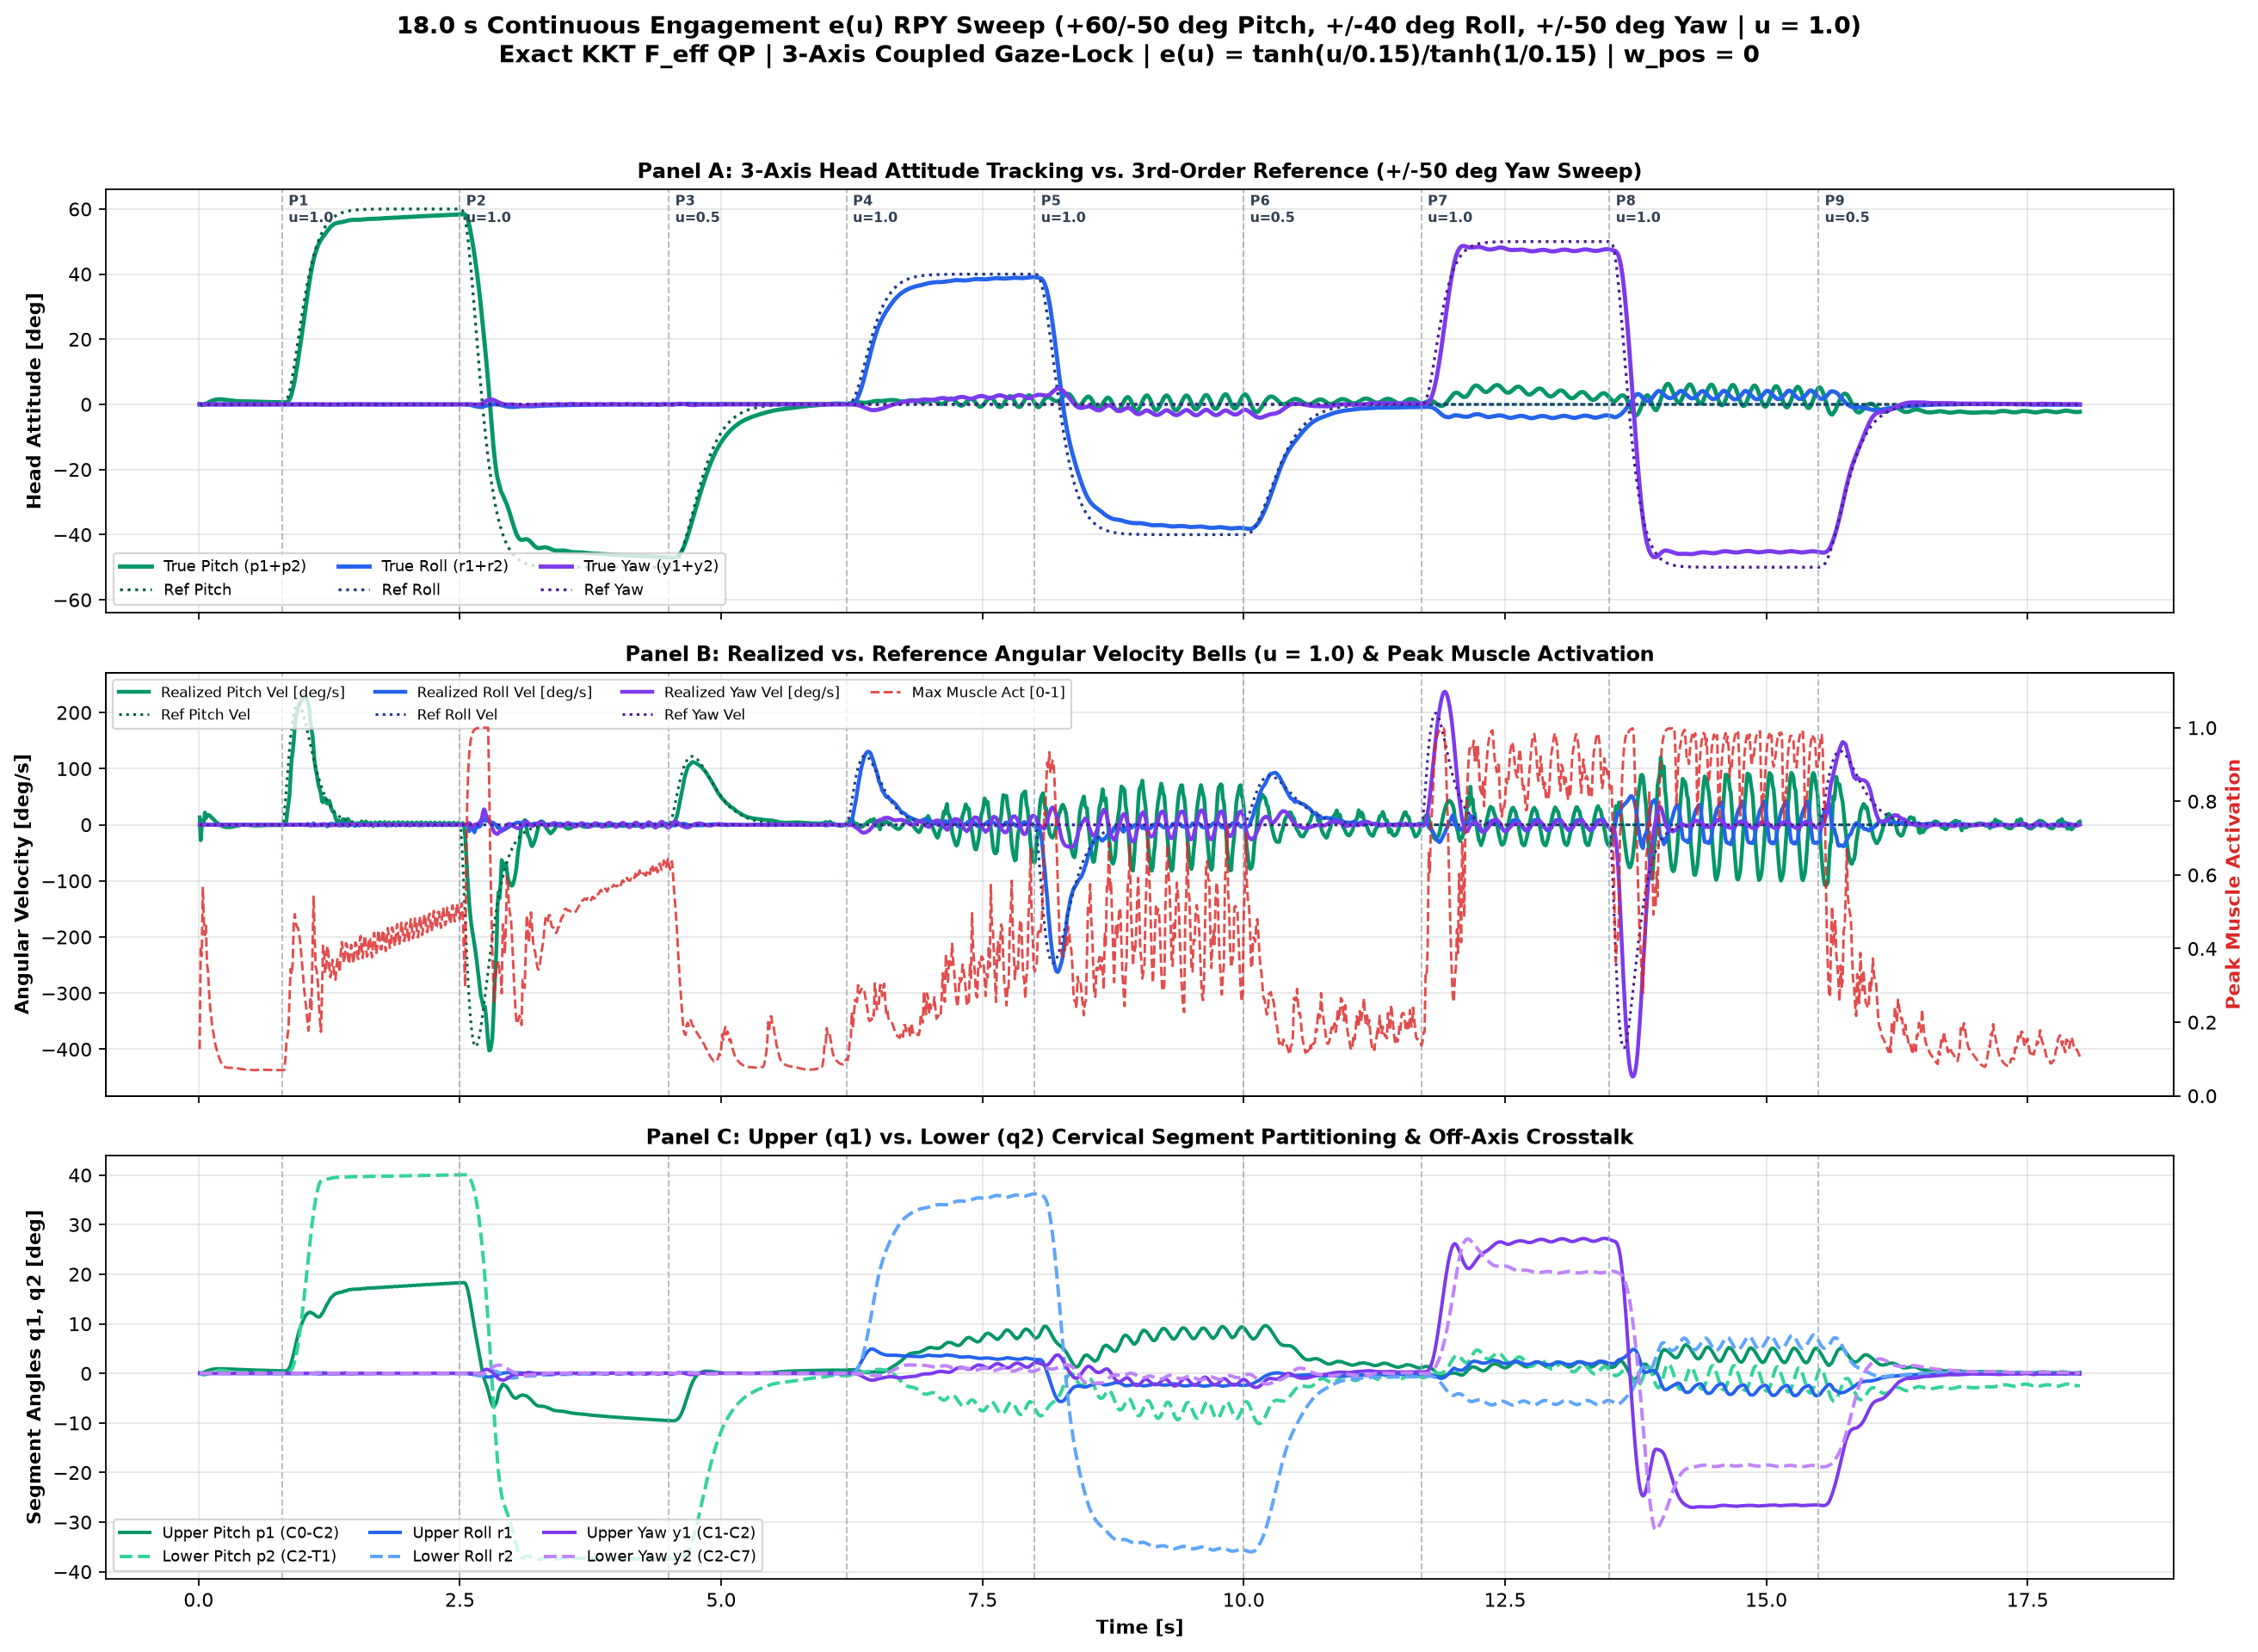 18.0 s Continuous Engagement e(u) RPY Sweep (+60/-50 deg Pitch, +/-40 deg Roll, +/-50 deg Yaw | u = 1.0)
Exact KKT F_eff QP | 3-Axis Coupled Gaze-Lock | e(u) = tanh(u/0.15)/tanh(1/0.15) | w_pos = 0
Panel A: 3-Axis Head Attitude Tracking vs. 3rd-Order Reference (+/-50 deg Yaw Sweep)
P1 P2 P3 P4 P5 P6 P7 P8 P9
u=1.0 u=1.0 u=0.5 u=1.0 u=1.0 u=0.5 u=1.0 u=1.0 u=0.5
Head Attitude [deg]
60
40
20
0
−20
−40
−60
True Pitch (p1+p2) True Roll (r1+r2) True Yaw (y1+y2)
Ref Pitch Ref Roll Ref Yaw
Panel B: Realized vs. Reference Angular Velocity Bells (u = 1.0) & Peak Muscle Activation
Realized Pitch Vel [deg/s] Realized Roll Vel [deg/s] Realized Yaw Vel [deg/s] Max Muscle Act [0-1]
Ref Pitch Vel Ref Roll Vel Ref Yaw Vel
Angular Velocity [deg/s]
200
100
0
−100
−200
−300
−400
1.0
0.8
0.6
0.4
0.2
0.0
Peak Muscle Activation
Panel C: Upper (q1) vs. Lower (q2) Cervical Segment Partitioning & Off-Axis Crosstalk
Segment Angles q1, q2 [deg]
40
30
20
10
0
−10
−20
−30
−40
Upper Pitch p1 (C0-C2) Upper Roll r1 Upper Yaw y1 (C1-C2)
Lower Pitch p2 (C2-T1) Lower Roll r2 Lower Yaw y2 (C2-C7)
0.0 2.5 5.0 7.5 10.0 12.5 15.0 17.5
Time [s]